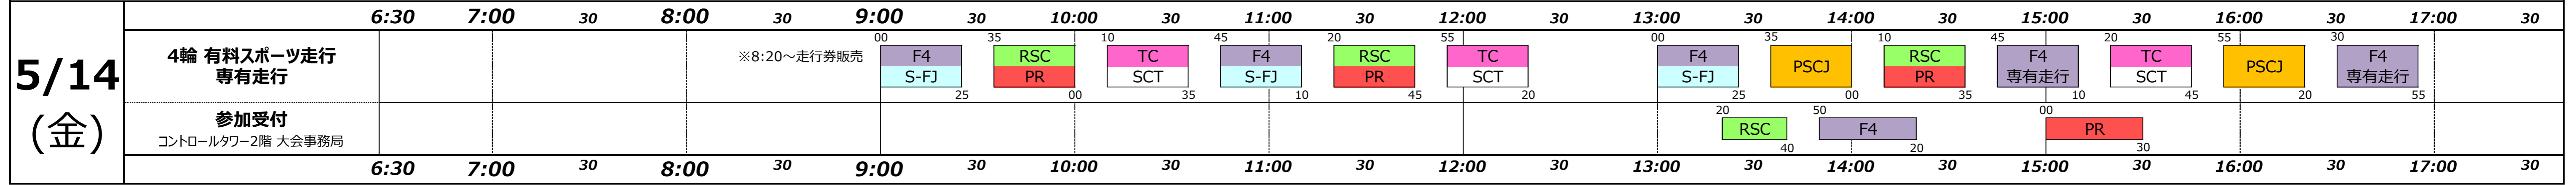 6:30 7:00 30 8:00 30 9:00 30 10:00 30 11:00 30 12:00 30 13:00 30 14:00 30 15:00 30 16:00 30 17:00 30
5/14
(金)
4輪 有料スポーツ走行
専有走行
※8:20～走行券販売
00 35 10 45 20 55 00 35 10 45 20 55 30
F4 RSC TC F4 RSC TC F4 PSCJ RSC F4 TC PSCJ F4
S-FJ PR SCT S-FJ PR SCT S-FJ PR 専有走行 SCT 専有走行
25 00 35 10 45 20 25 00 35 10 45 20 55
参加受付
コントロールタワー2階 大会事務局
20 50 00
RSC F4 PR
40 20 30
6:30 7:00 30 8:00 30 9:00 30 10:00 30 11:00 30 12:00 30 13:00 30 14:00 30 15:00 30 16:00 30 17:00 30